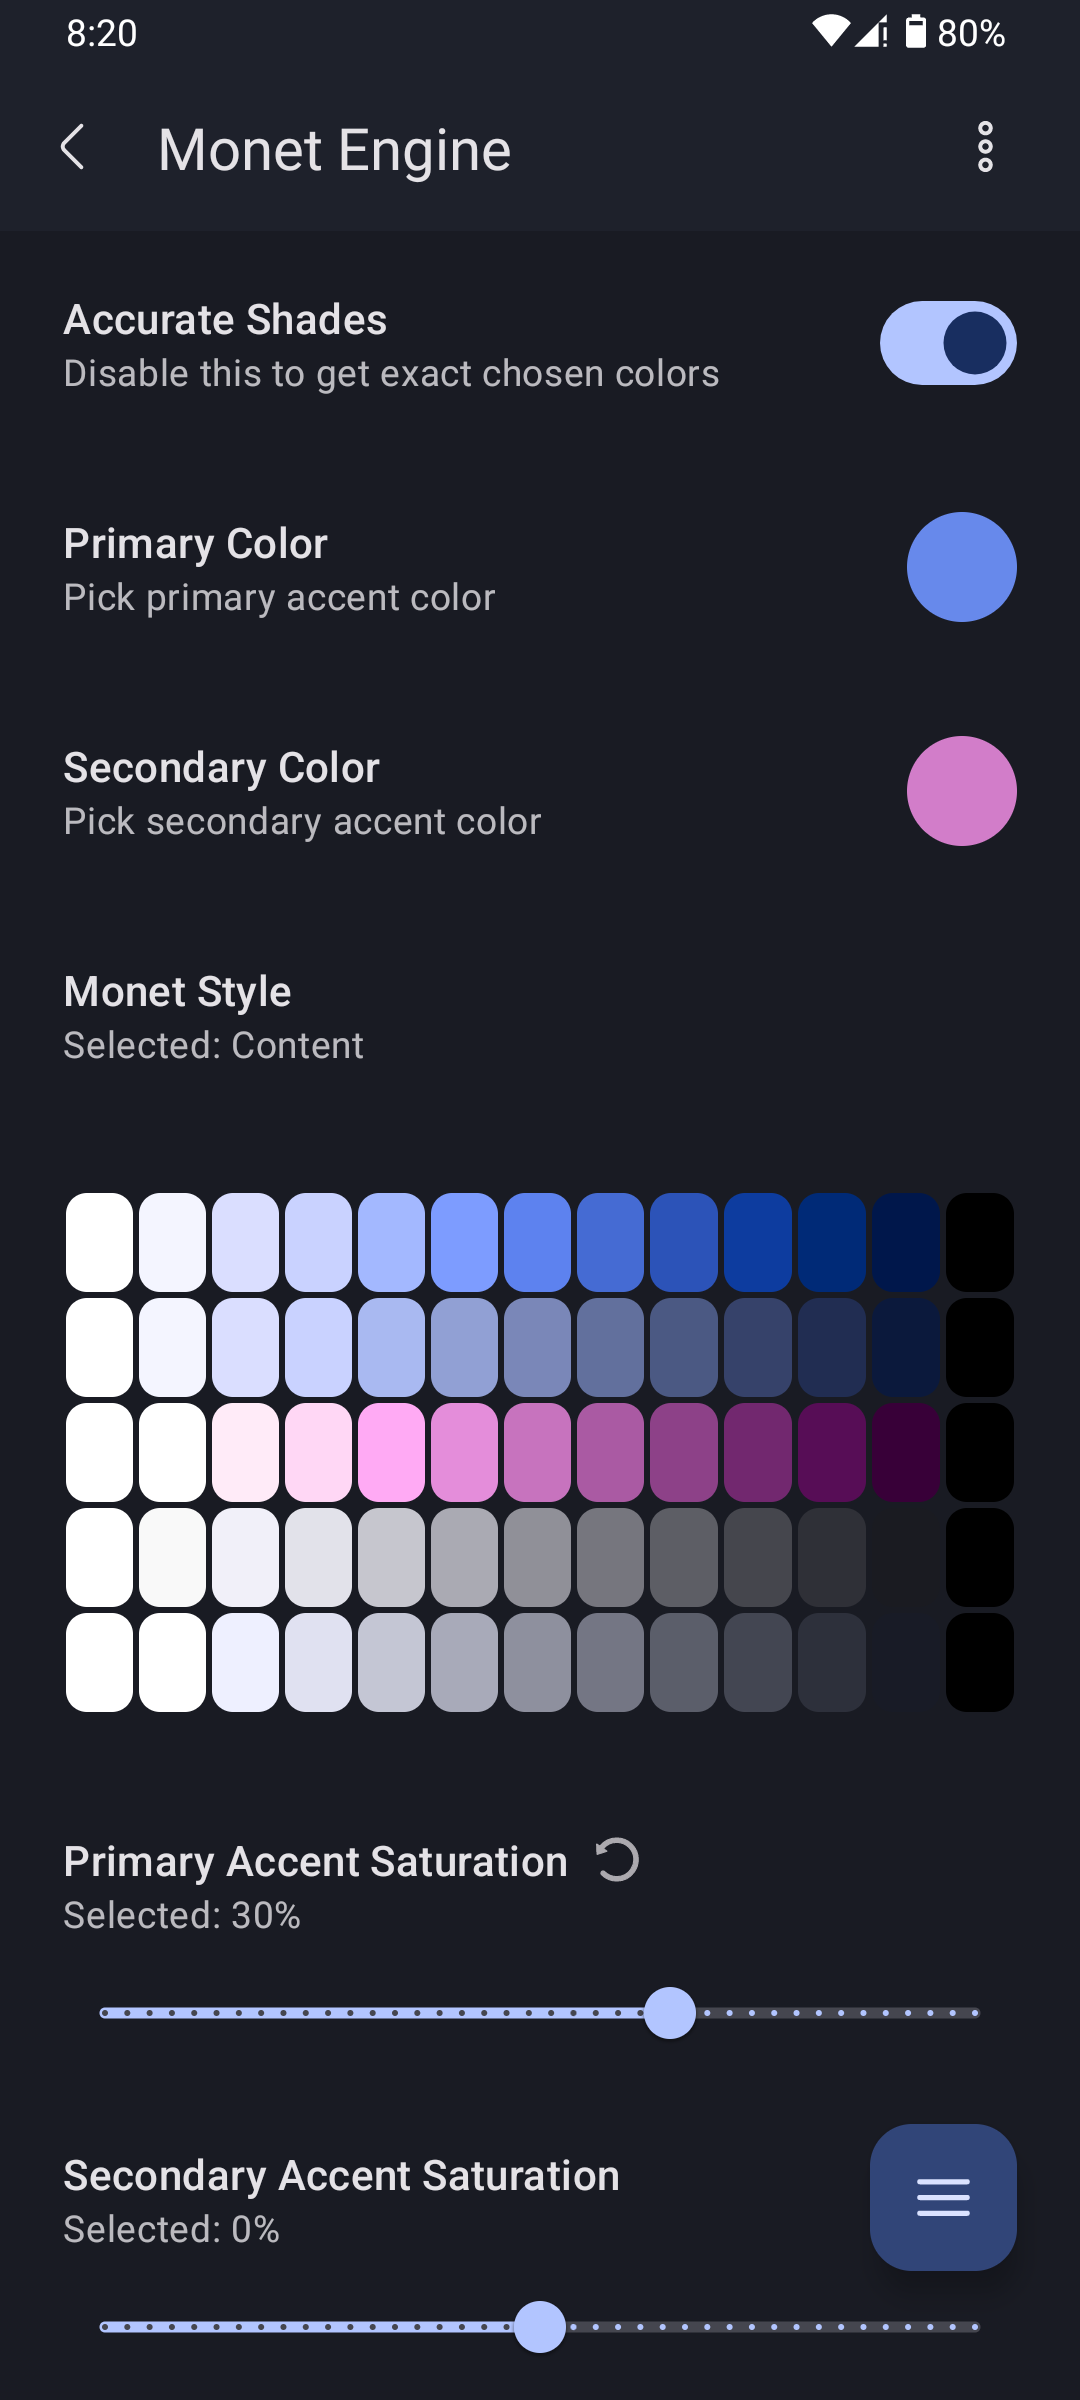 8:20
80%
Monet Engine
Accurate Shades
Disable this to get exact chosen colors
Primary Color
Pick primary accent color
Secondary Color
Pick secondary accent color
Monet Style
Selected: Content
Primary Accent Saturation
Selected: 30%
Secondary Accent Saturation
Selected: 0%